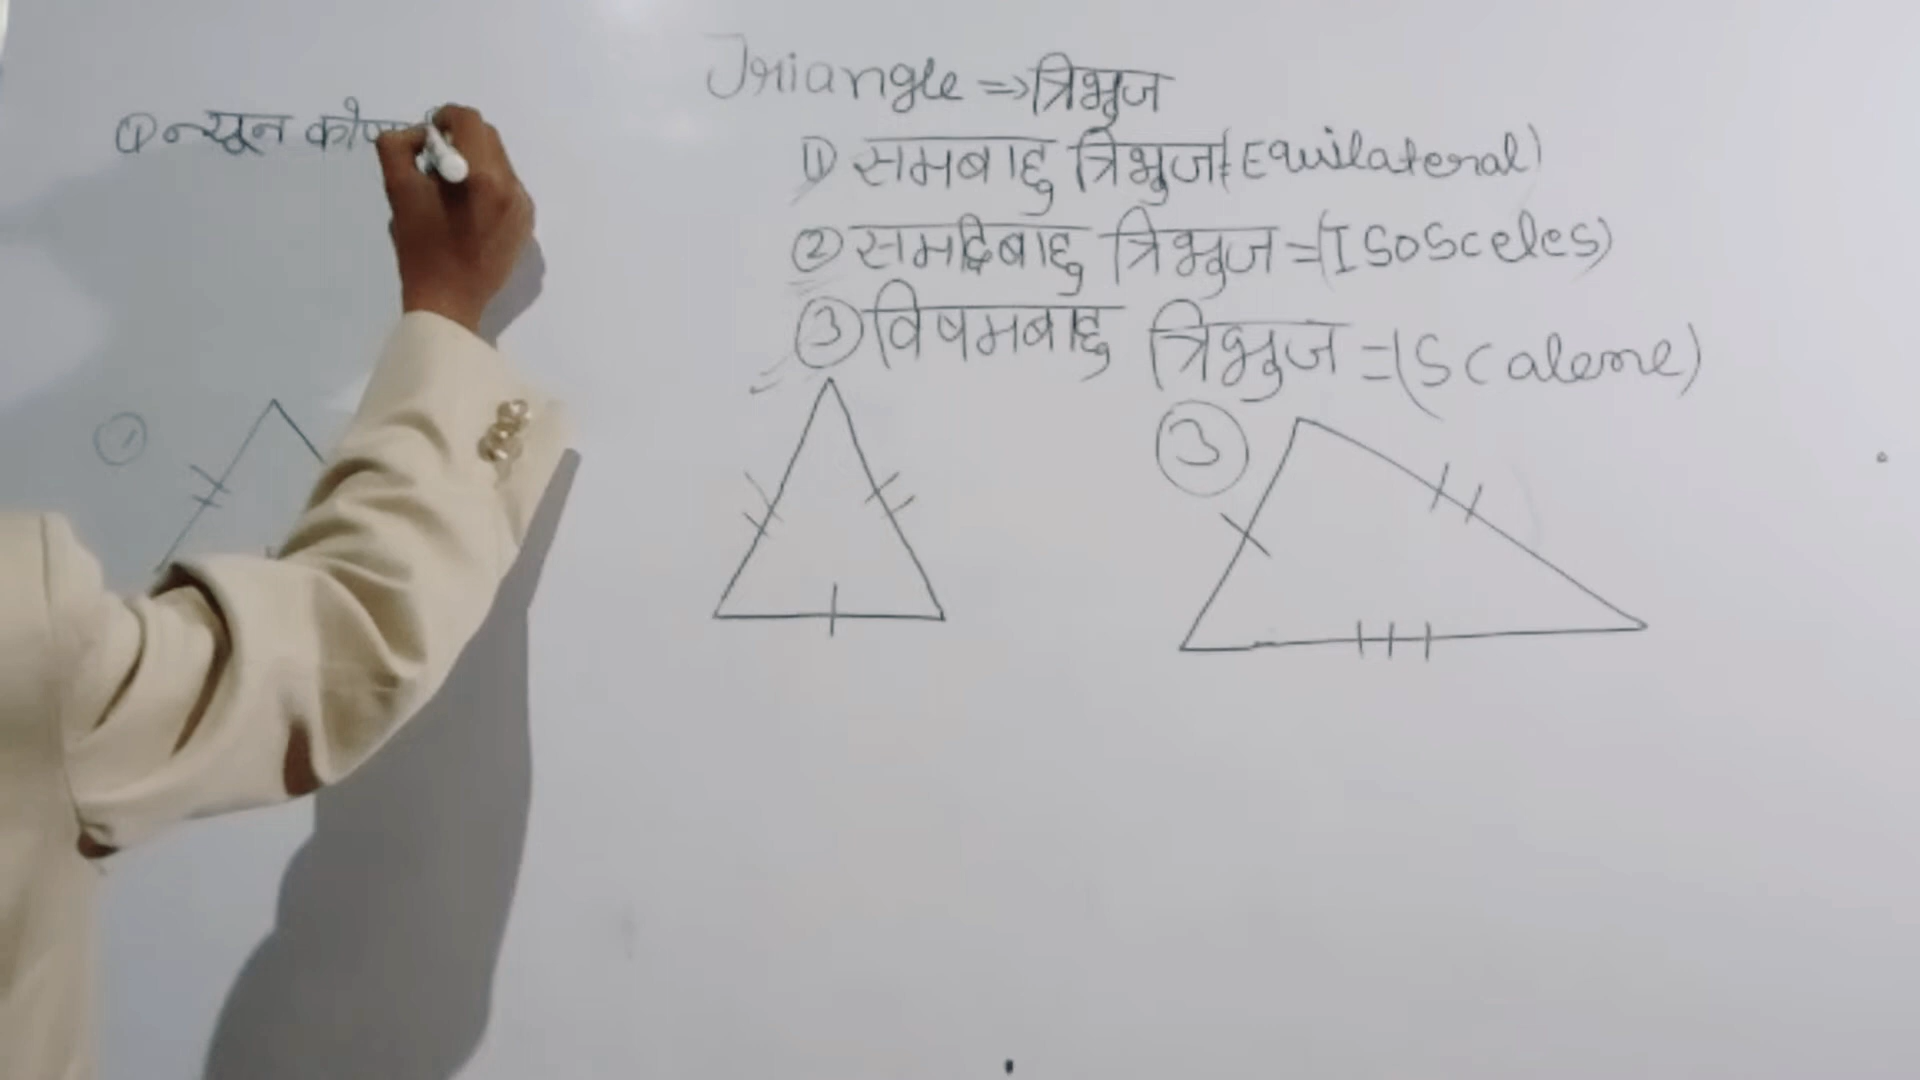 Triangle ⇒ त्रिभुज
① समबाहु त्रिभुज = (Equilateral)
② समद्विबाहु त्रिभुज = (Isosceles)
③ विषमबाहु त्रिभुज = (Scalene)
① न्यून
①
③